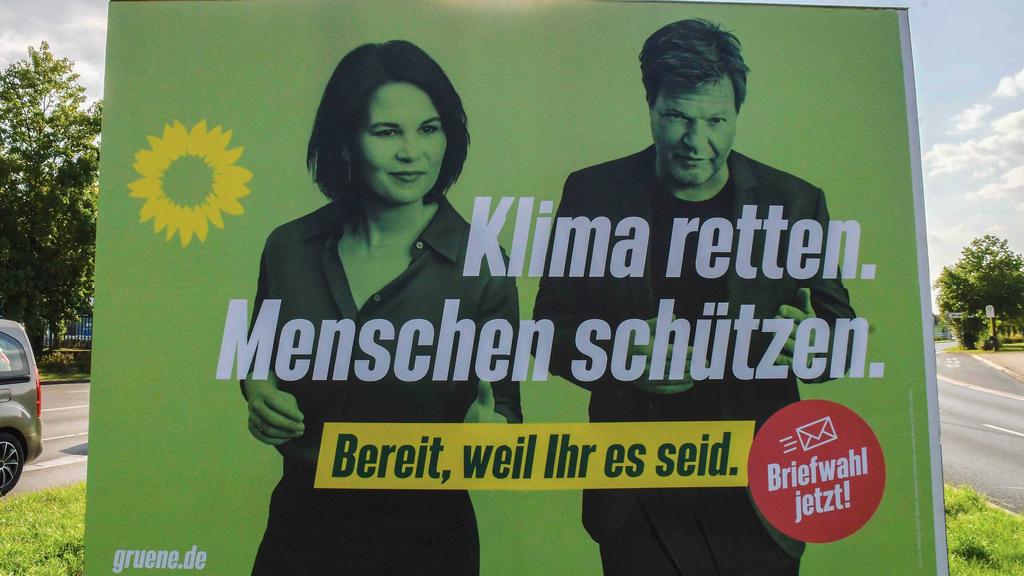 Klima retten.
Menschen schützen.
Bereit, weil Ihr es seid.
Briefwahl
jetzt!
gruene.de